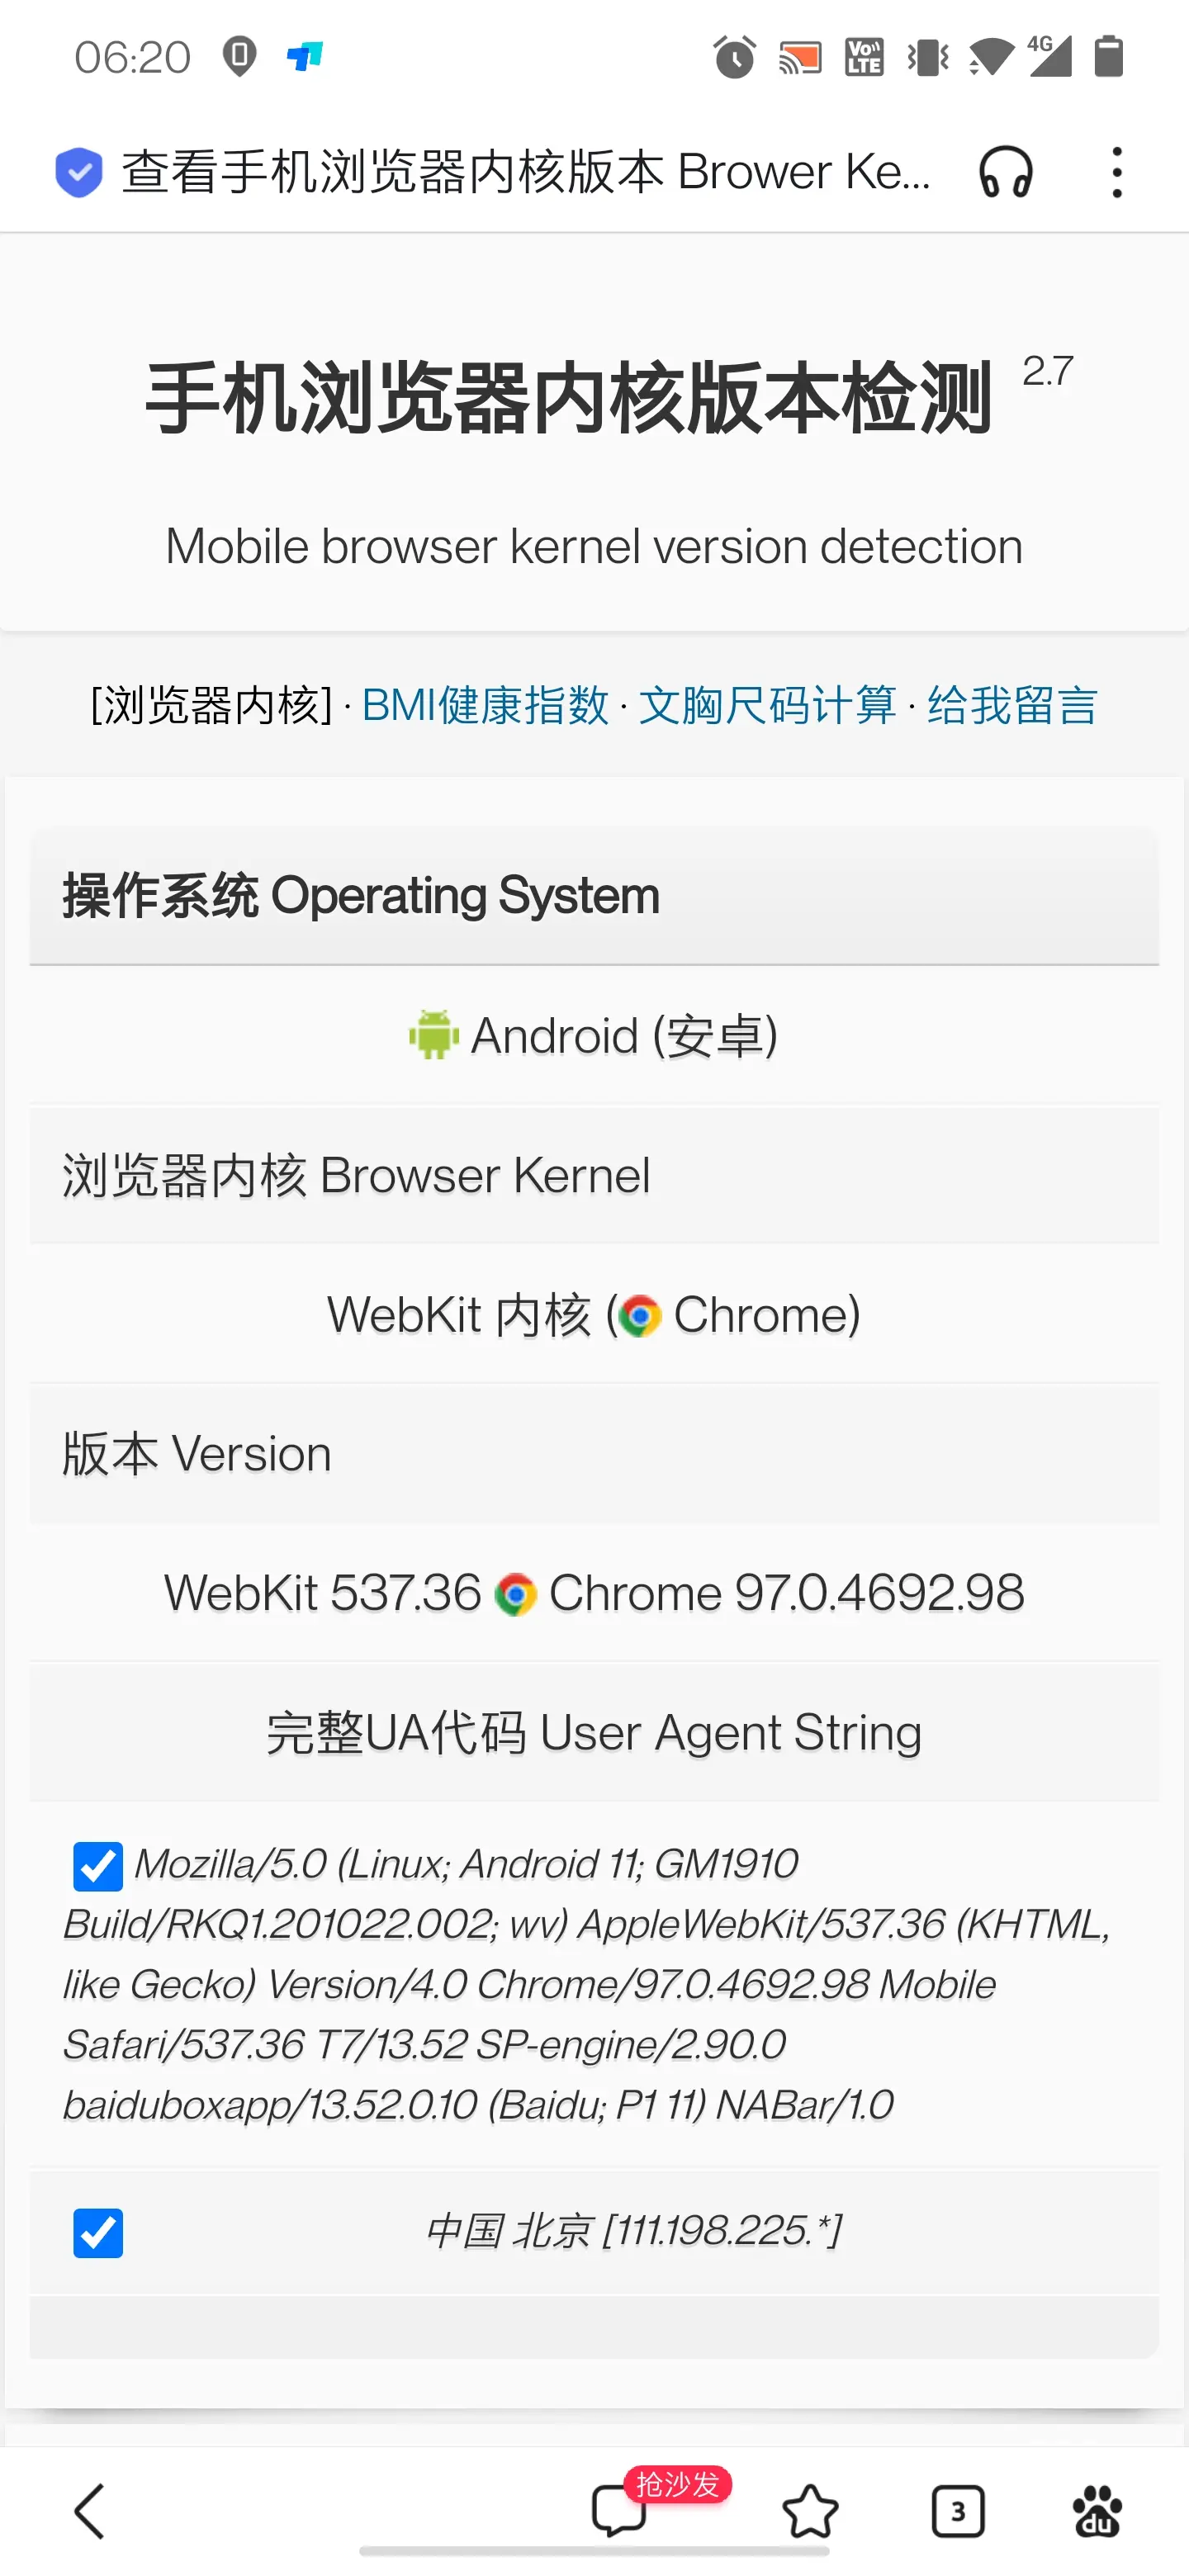 06:20
Vo LTE
4G
查看手机浏览器内核版本 Brower Ke...
手机浏览器内核版本检测 2.7
Mobile browser kernel version detection
[浏览器内核] · BMI健康指数 · 文胸尺码计算 · 给我留言
操作系统 Operating System
Android (安卓)
浏览器内核 Browser Kernel
WebKit 内核 ( Chrome)
版本 Version
WebKit 537.36 Chrome 97.0.4692.98
完整UA代码 User Agent String
Mozilla/5.0 (Linux; Android 11; GM1910
Build/RKQ1.201022.002; wv) AppleWebKit/537.36 (KHTML,
like Gecko) Version/4.0 Chrome/97.0.4692.98 Mobile
Safari/537.36 T7/13.52 SP-engine/2.90.0
baiduboxapp/13.52.0.10 (Baidu; P1 11) NABar/1.0
中国 北京 [111.198.225.*]
抢沙发
3
du